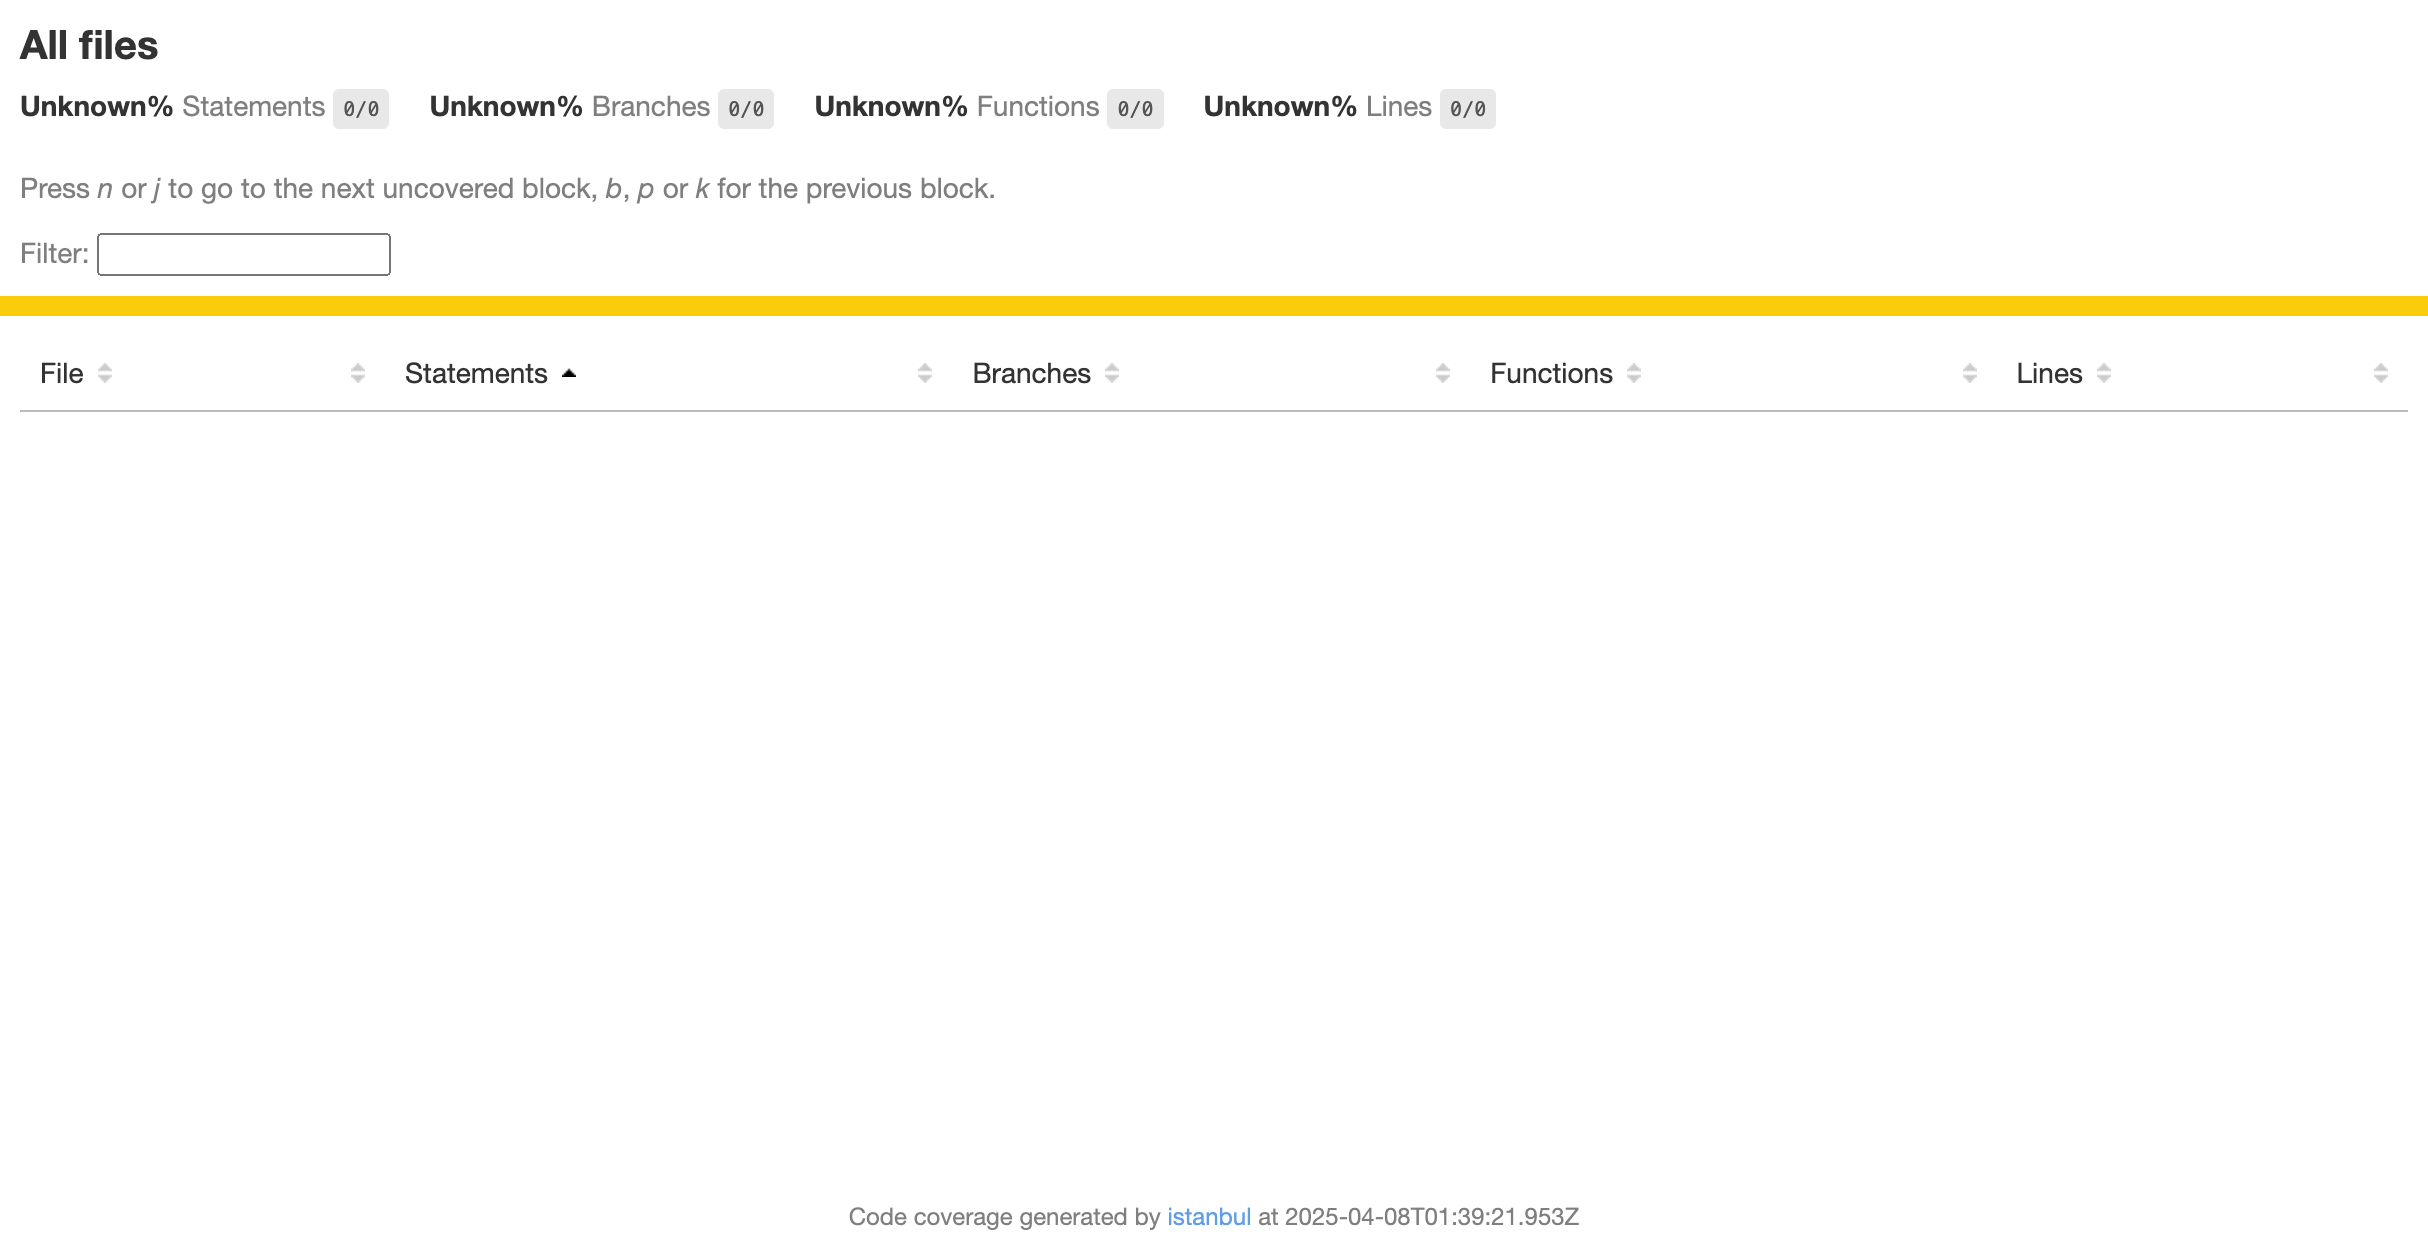 All files
Unknown% Statements 0/0 Unknown% Branches 0/0 Unknown% Functions 0/0 Unknown% Lines 0/0
Press n or j to go to the next uncovered block, b, p or k for the previous block.
Filter:
File Statements Branches Functions Lines
Code coverage generated by istanbul at 2025-04-08T01:39:21.953Z